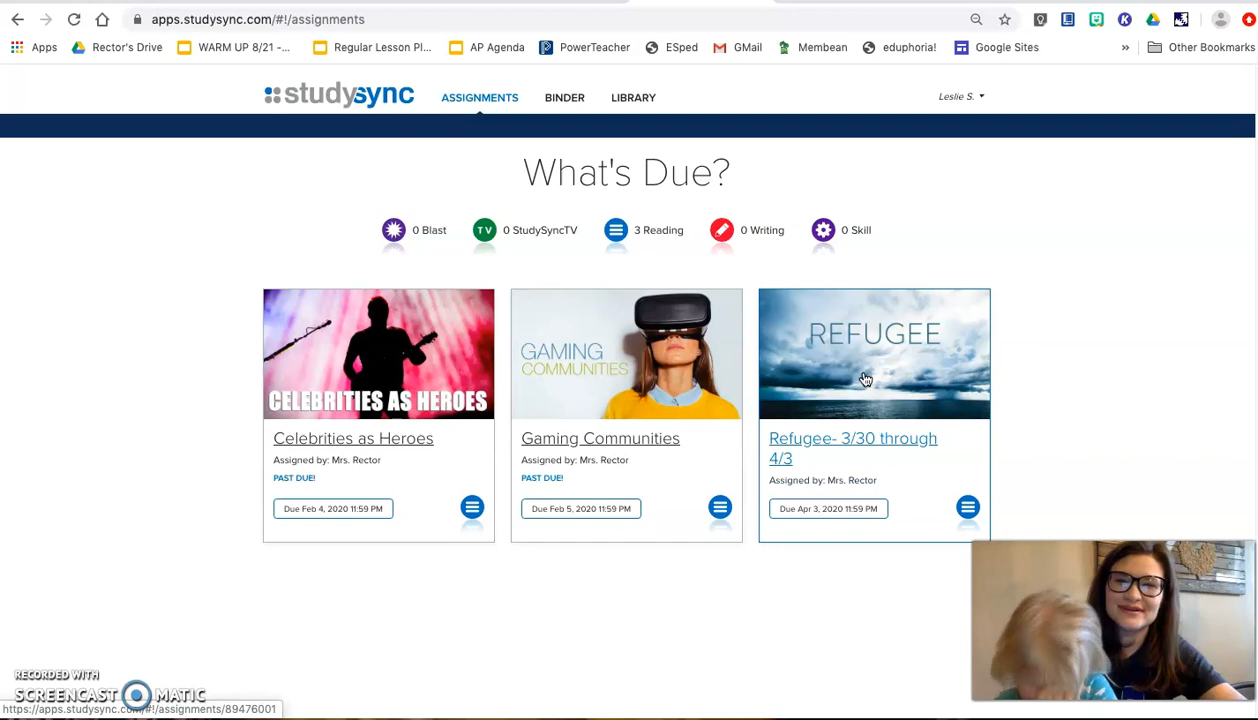 apps.studysync.com/#!/assignments
Apps Rector's Drive WARM UP 8/21 -... Regular Lesson Pl... AP Agenda PowerTeacher ESped GMail Membean eduphoria! Google Sites » Other Bookmarks
studysync ASSIGNMENTS BINDER LIBRARY Leslie S.
What's Due?
0 Blast TV 0 StudySyncTV 3 Reading 0 Writing 0 Skill
CELEBRITIES AS HEROES
GAMING
COMMUNITIES
REFUGEE
Celebrities as Heroes
Assigned by: Mrs. Rector
PAST DUE!
Due Feb 4, 2020 11:59 PM
Gaming Communities
Assigned by: Mrs. Rector
PAST DUE!
Due Feb 5, 2020 11:59 PM
Refugee- 3/30 through
4/3
Assigned by: Mrs. Rector
Due Apr 3, 2020 11:59 PM
RECORDED WITH
SCREENCAST MATIC
https://apps.studysync.com/#!/assignments/89476001